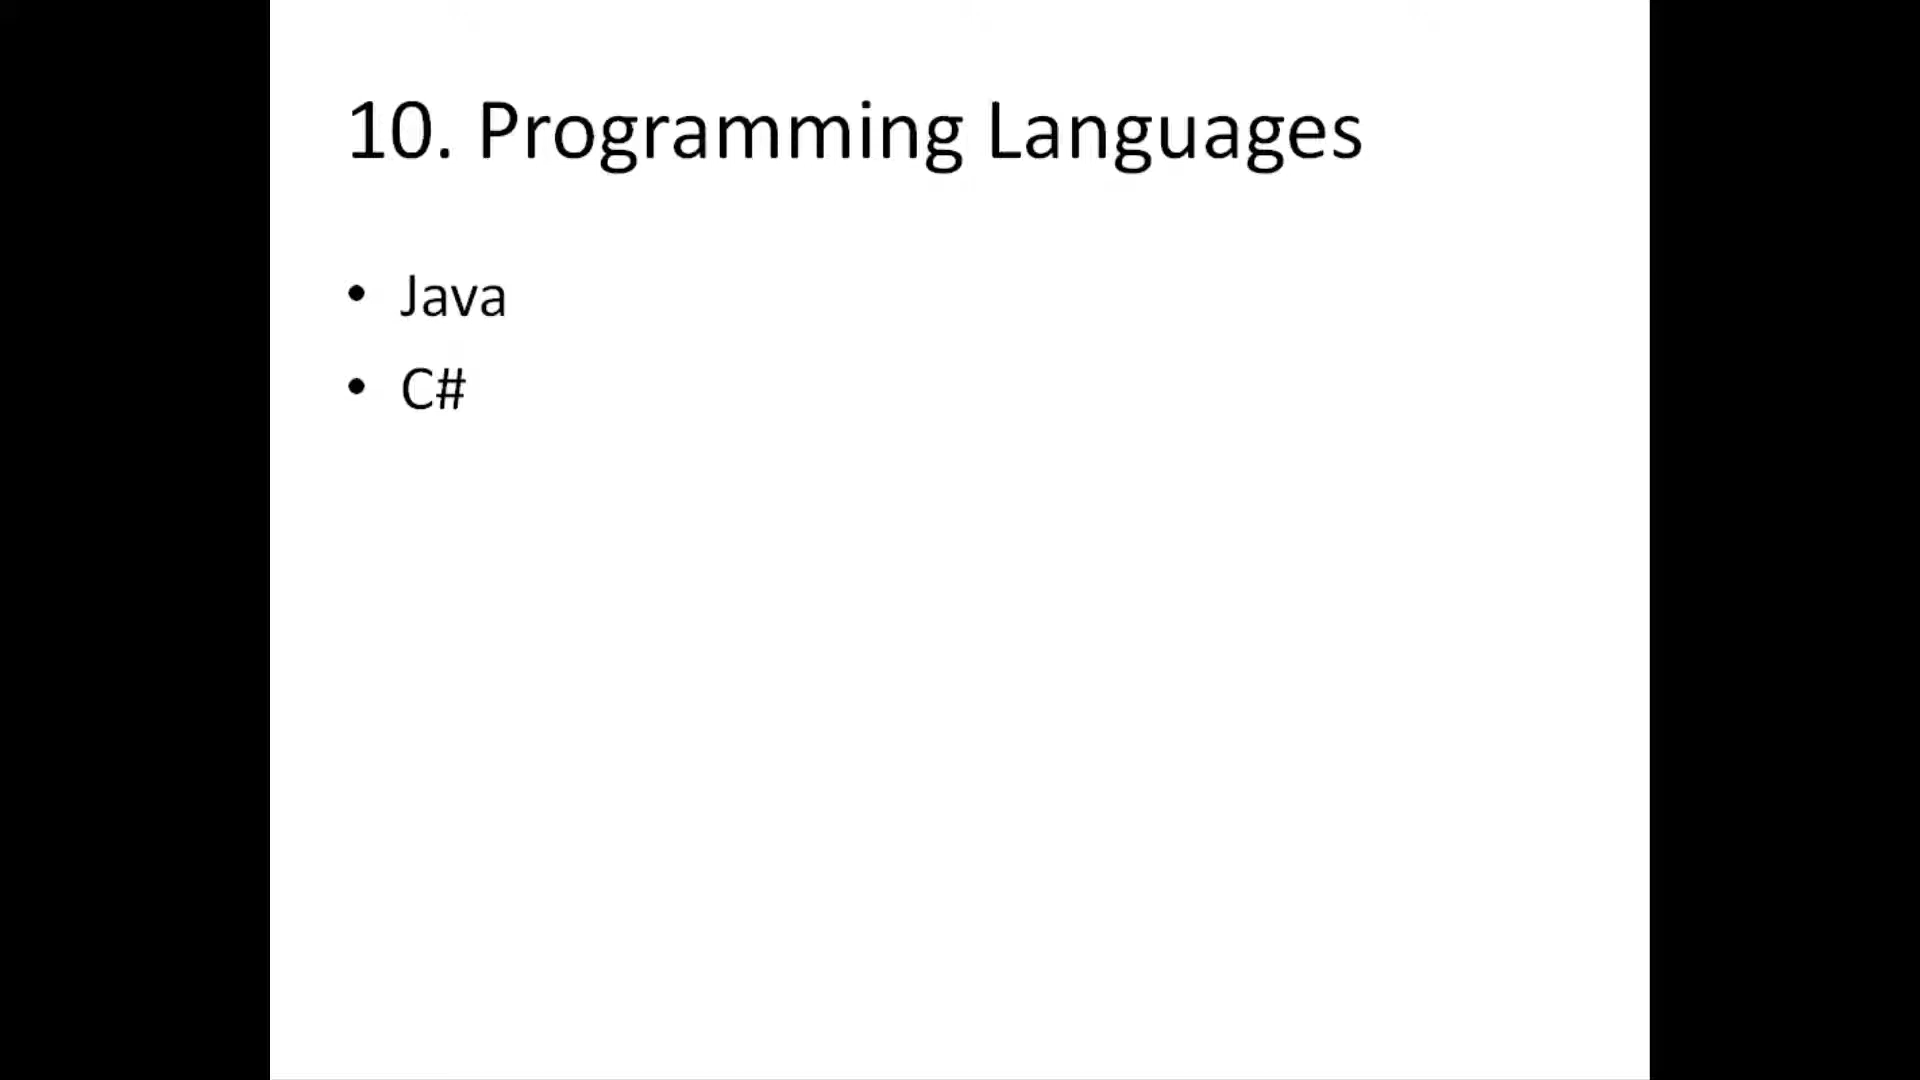 10. Programming Languages
• Java
• C#